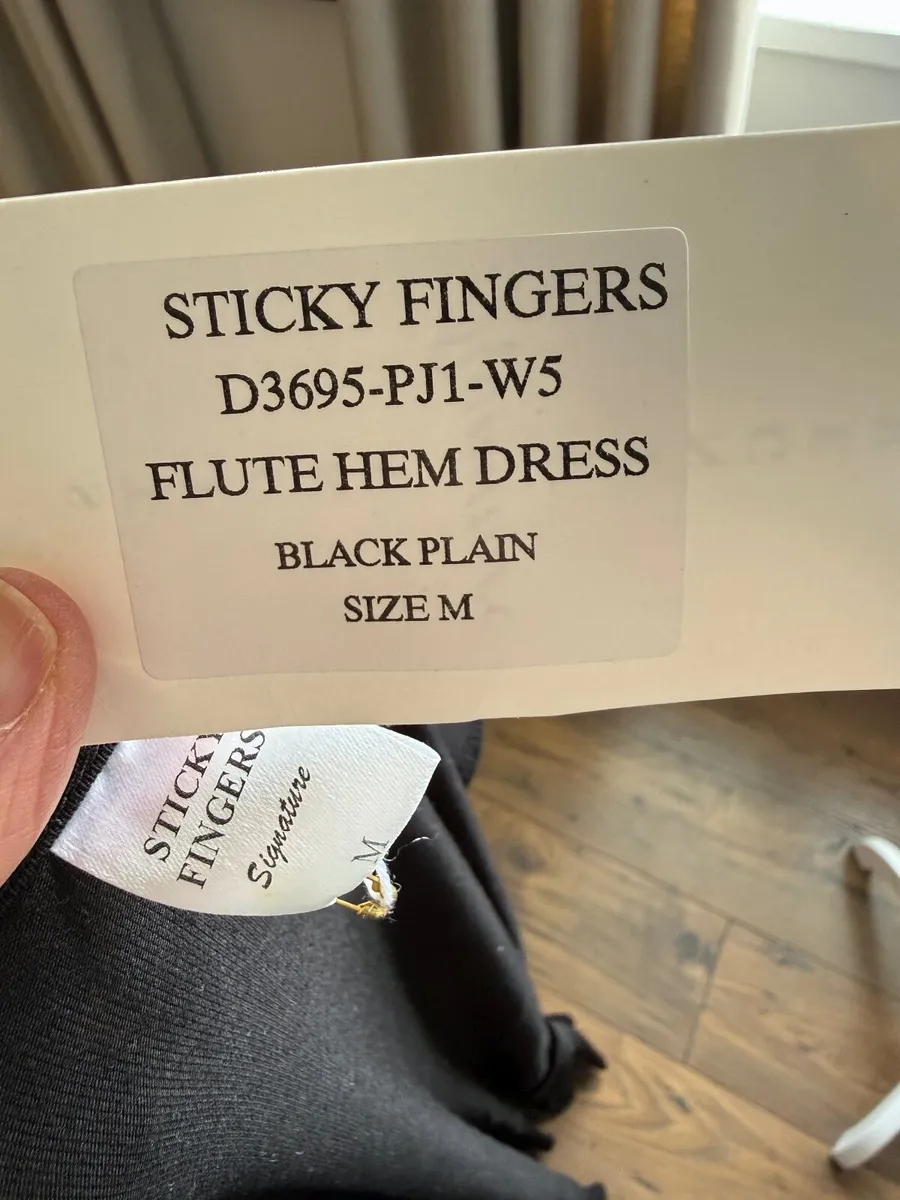 STICKY FINGERS
D3695-PJ1-W5
FLUTE HEM DRESS
BLACK PLAIN
SIZE M
STICKY
FINGERS
Signature
M